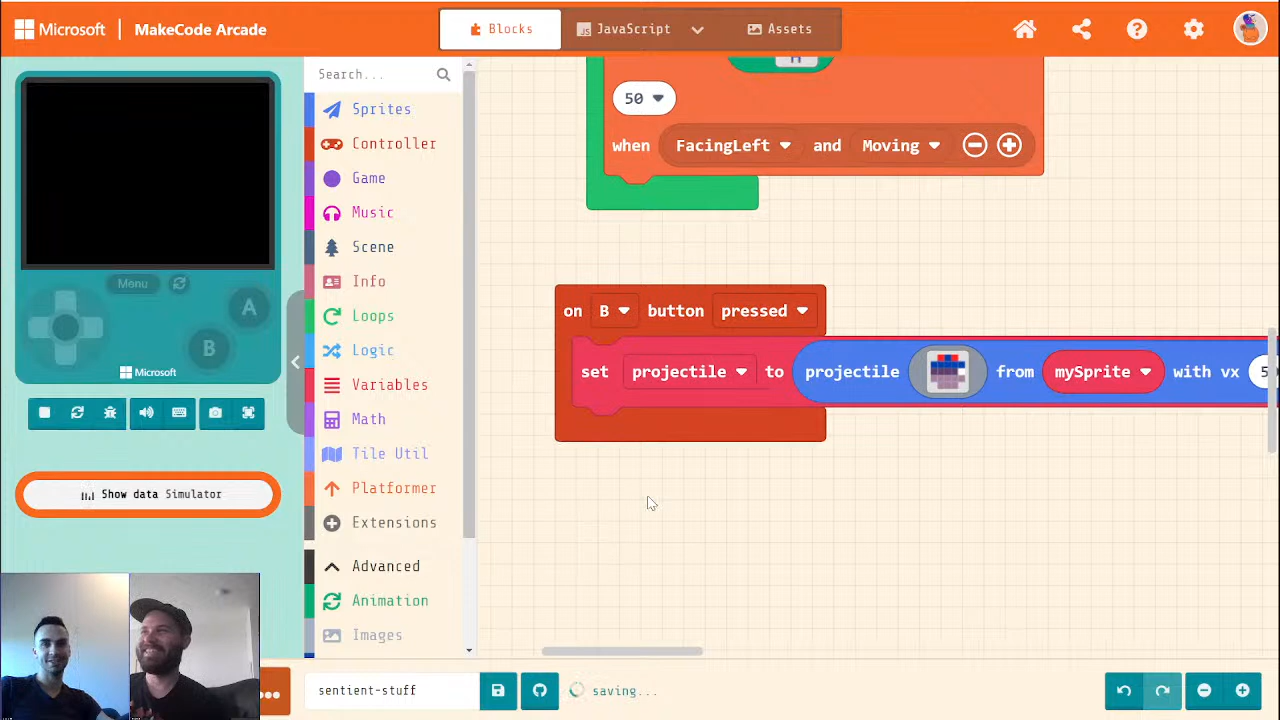 Microsoft | MakeCode Arcade
Blocks
JavaScript
Assets
Search...
Sprites
Controller
Game
Music
Scene
Info
Loops
Logic
Variables
Math
Tile Util
Platformer
Extensions
Advanced
Animation
Images
Menu
A
B
Microsoft
Show data Simulator
50
when FacingLeft and Moving
on B button pressed
set projectile to projectile from mySprite with vx
sentient-stuff
saving...